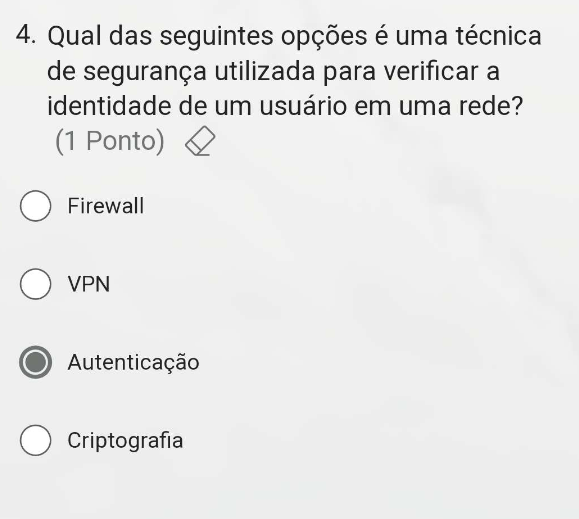 4. Qual das seguintes opções é uma técnica
de segurança utilizada para verificar a
identidade de um usuário em uma rede?
(1 Ponto)
Firewall
VPN
Autenticação
Criptografia